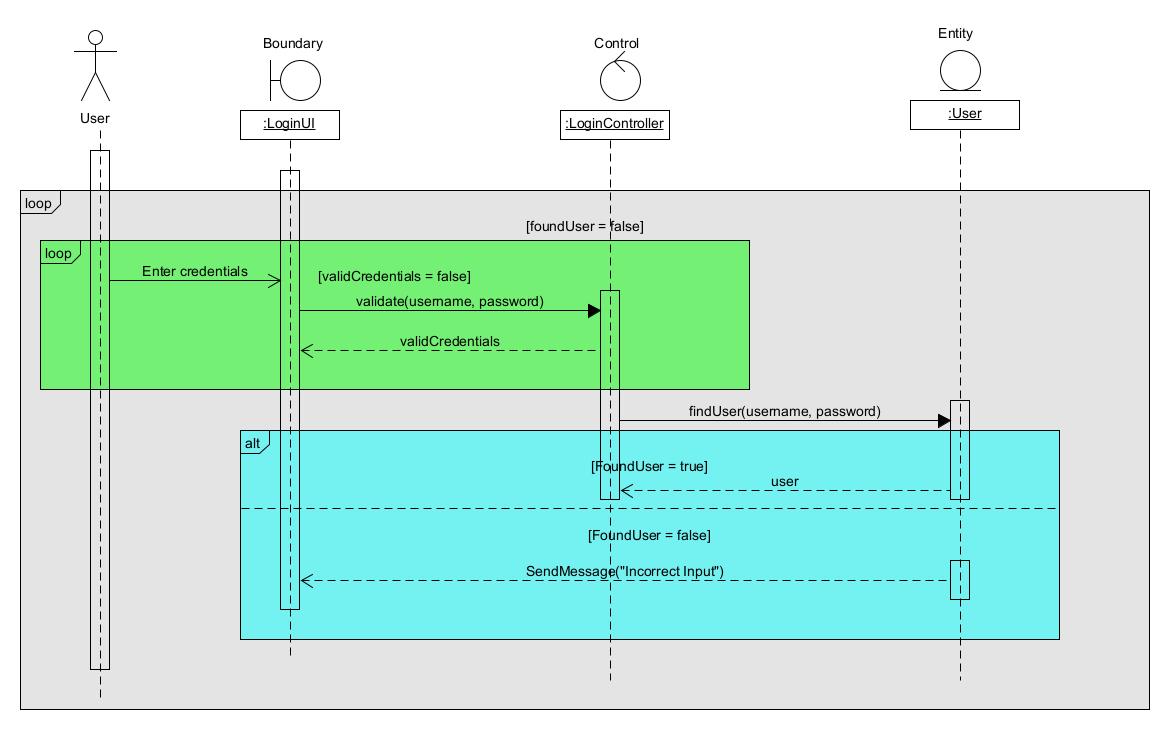 Entity
Boundary
Control
User
:LoginUI
:LoginController
:User
loop
[foundUser = false]
loop
Enter credentials
[validCredentials = false]
validate(username, password)
validCredentials
findUser(username, password)
alt
[FoundUser = true]
user
[FoundUser = false]
SendMessage("Incorrect Input")